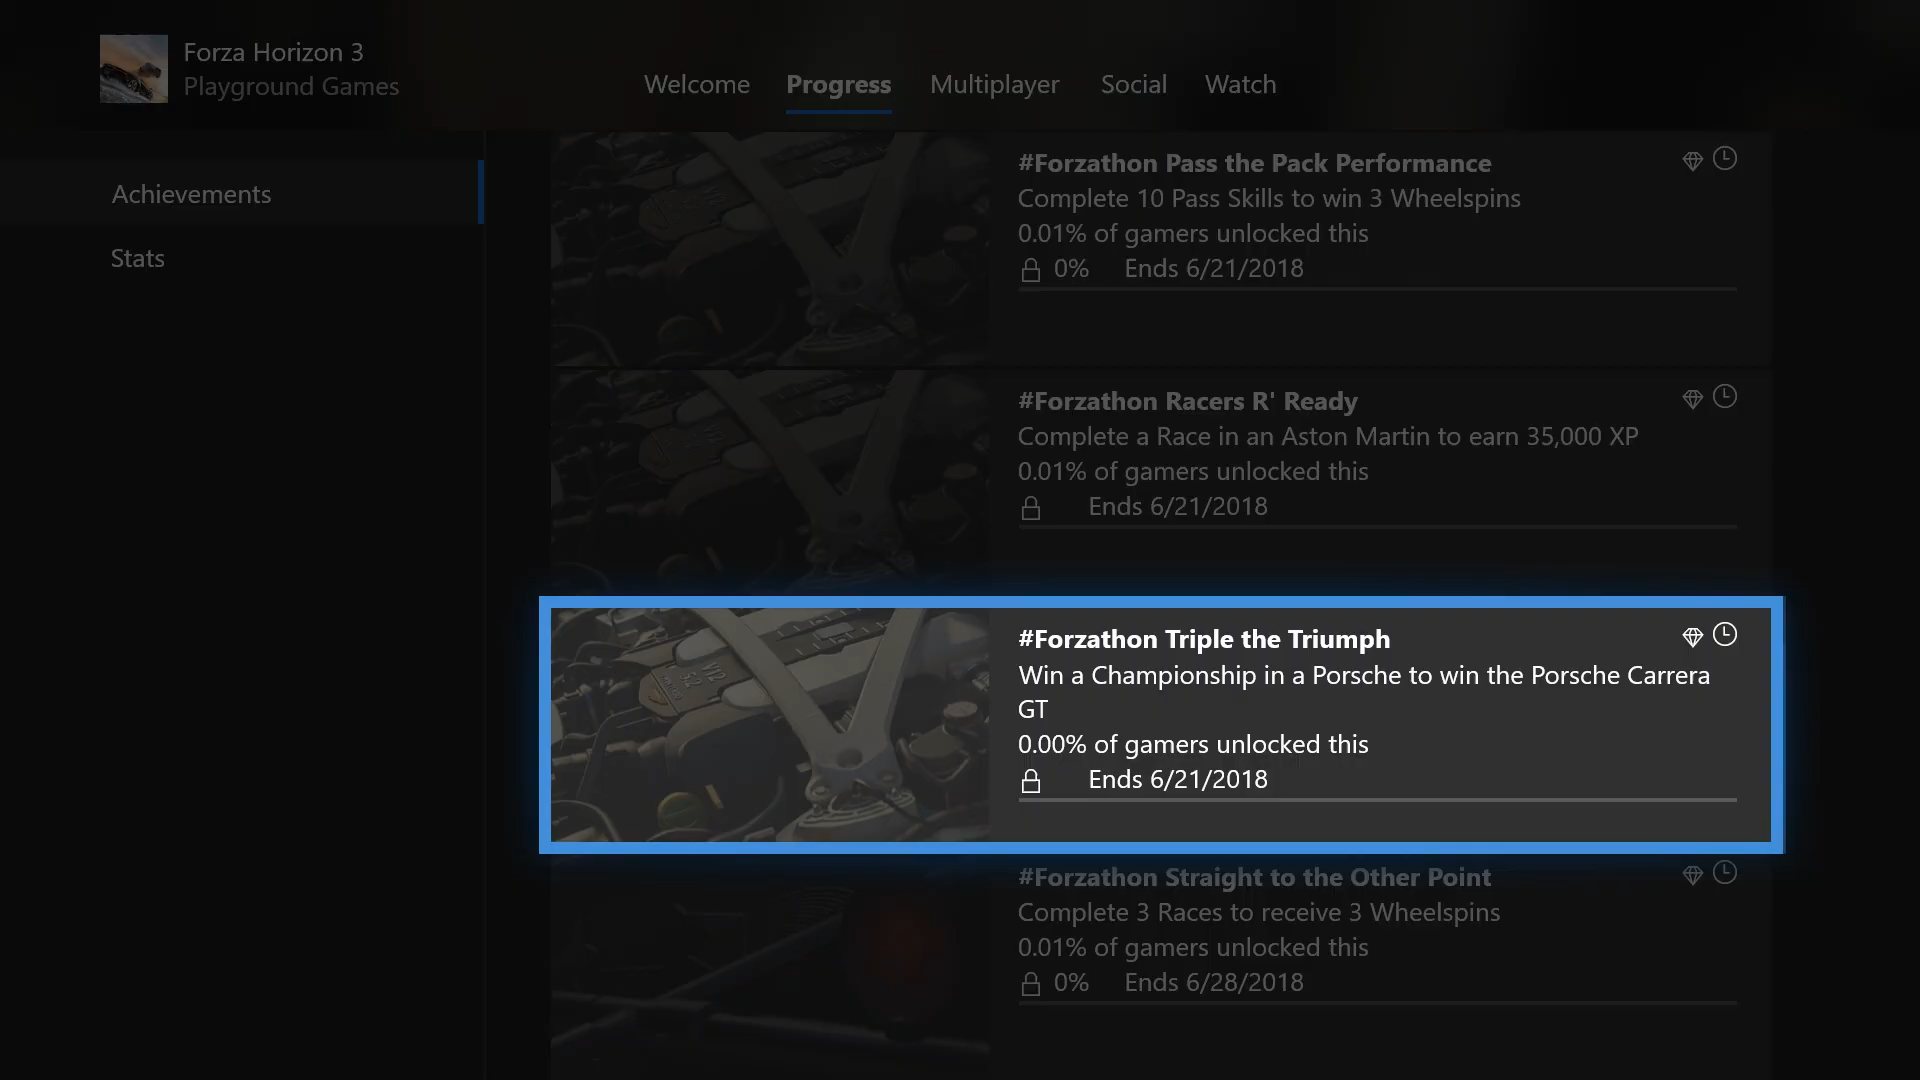 Forza Horizon 3
Playground Games
Welcome Progress Multiplayer Social Watch
Achievements
Stats
#Forzathon Pass the Pack Performance
Complete 10 Pass Skills to win 3 Wheelspins
0.01% of gamers unlocked this
0% Ends 6/21/2018
#Forzathon Racers R' Ready
Complete a Race in an Aston Martin to earn 35,000 XP
0.01% of gamers unlocked this
Ends 6/21/2018
#Forzathon Triple the Triumph
Win a Championship in a Porsche to win the Porsche Carrera
GT
0.00% of gamers unlocked this
Ends 6/21/2018
#Forzathon Straight to the Other Point
Complete 3 Races to receive 3 Wheelspins
0.01% of gamers unlocked this
0% Ends 6/28/2018